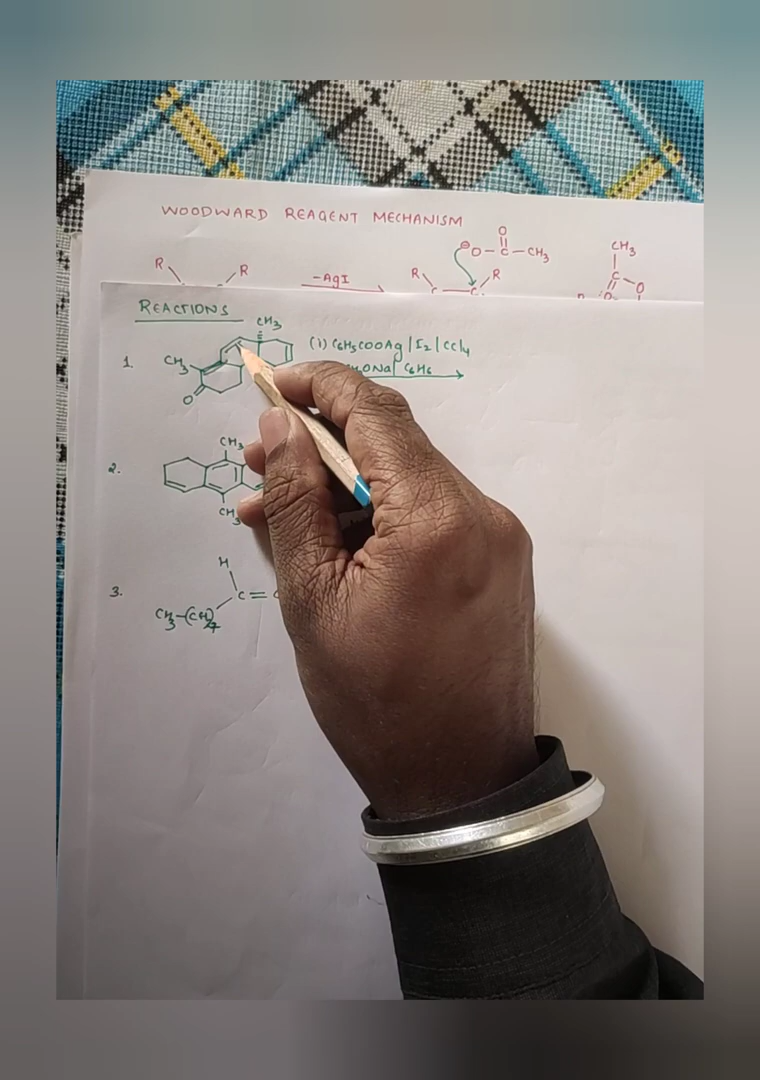 WOODWARD REAGENT MECHANISM
R R -AgI R R ⊖O-C-CH3 O
CH3
C-O
O
REACTIONS
CH3
1. CH3 (i) C6H5COOAg|I2|CCl4
ONa| C6H6
O
CH3
2.
CH3
H
3. C=
CH3-(CH2)7